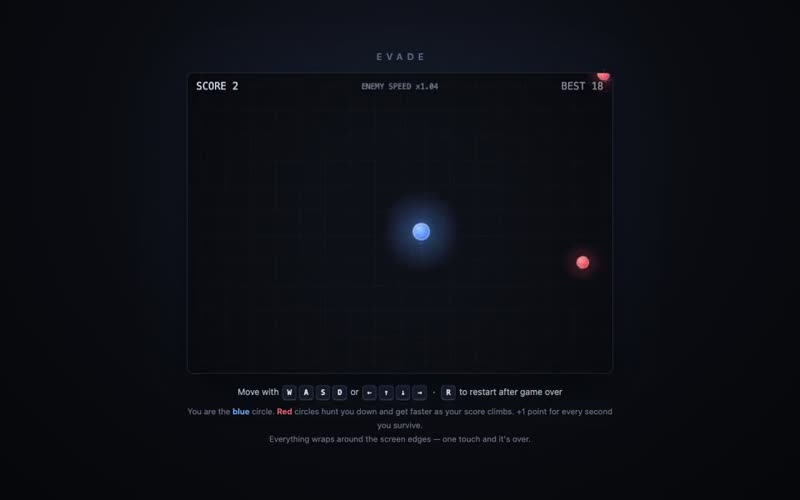 EVADE
SCORE 2
ENEMY SPEED x1.04
BEST 18
Move with W A S D or ← ↑ ↓ → · R to restart after game over
You are the blue circle. Red circles hunt you down and get faster as your score climbs. +1 point for every second
you survive.
Everything wraps around the screen edges — one touch and it's over.